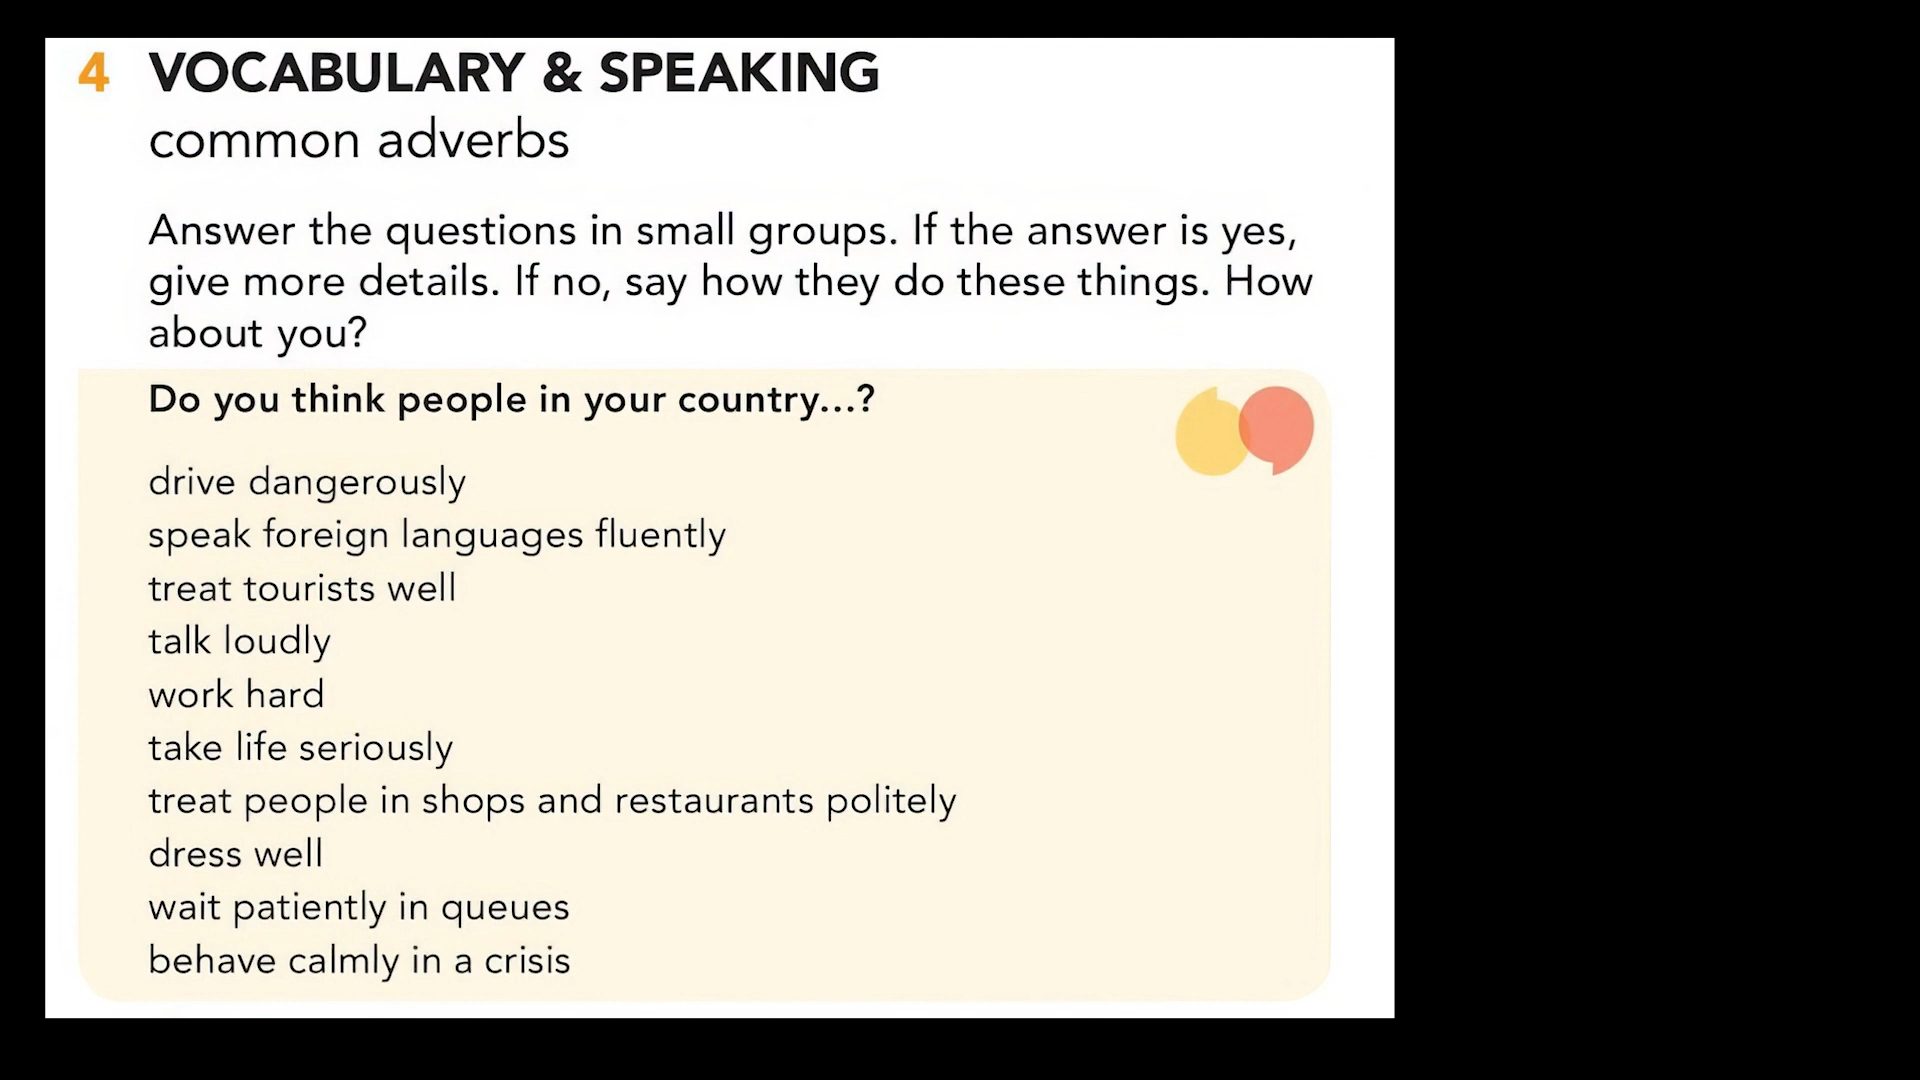 4 VOCABULARY & SPEAKING
common adverbs
Answer the questions in small groups. If the answer is yes,
give more details. If no, say how they do these things. How
about you?
Do you think people in your country...?
drive dangerously
speak foreign languages fluently
treat tourists well
talk loudly
work hard
take life seriously
treat people in shops and restaurants politely
dress well
wait patiently in queues
behave calmly in a crisis